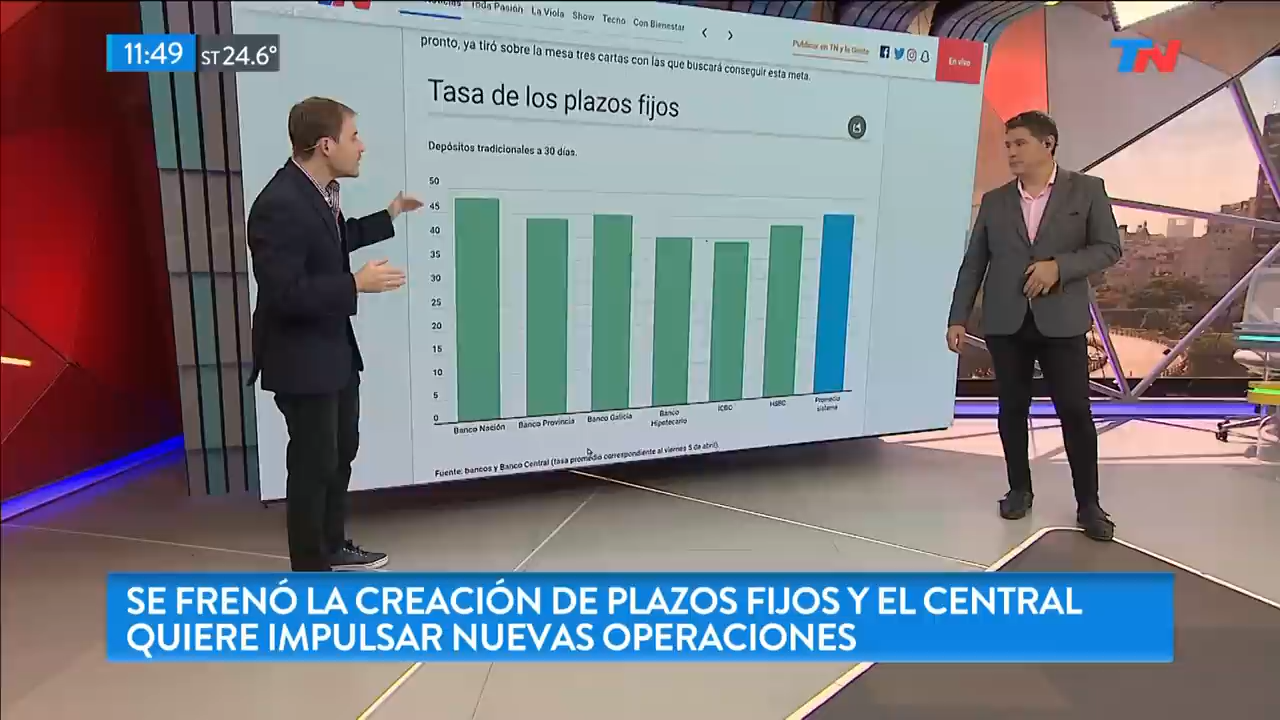 11:49 ST 24.6°
TN
Toda Pasión La Viola Show Tecno Con Bienestar
Publicar en TN y la Gente
En vivo
pronto, ya tiró sobre la mesa tres cartas con las que buscará conseguir esta meta.
Tasa de los plazos fijos
Depósitos tradicionales a 30 días.
50
45
40
35
30
25
20
15
10
5
0
Banco Nación
Banco Provincia
Banco Galicia
Banco Hipotecario
ICBC
HSBC
Promedio sistema
Fuente: bancos y Banco Central (tasa promedio correspondiente al viernes 5 de abril).
SE FRENÓ LA CREACIÓN DE PLAZOS FIJOS Y EL CENTRAL
QUIERE IMPULSAR NUEVAS OPERACIONES